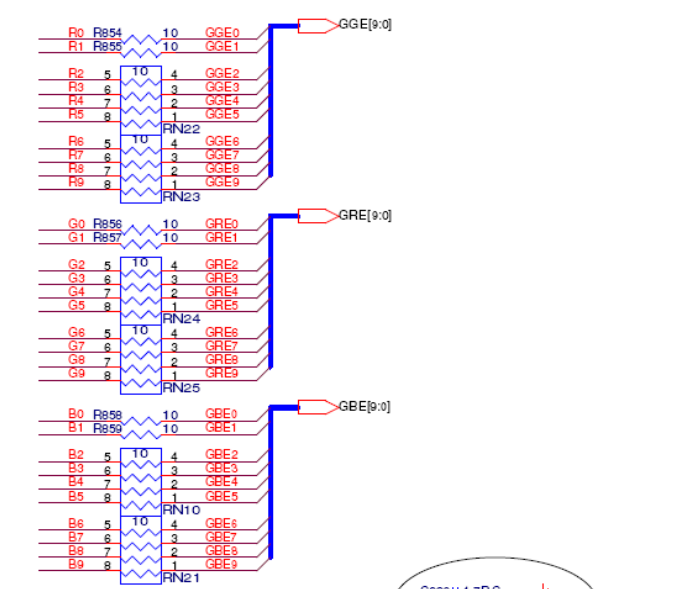 GGE[9:0]
R0 R854 10 GGE0
R1 R855 10 GGE1
10
R2 5 4 GGE2
R3 6 3 GGE3
R4 7 2 GGE4
R5 8 1 GGE5
RN22
10
R6 5 4 GGE6
R7 6 3 GGE7
R8 7 2 GGE8
R9 8 1 GGE9
RN23
GRE[9:0]
G0 R856 10 GRE0
G1 R857 10 GRE1
10
G2 5 4 GRE2
G3 6 3 GRE3
G4 7 2 GRE4
G5 8 1 GRE5
RN24
10
G6 5 4 GRE6
G7 6 3 GRE7
G8 7 2 GRE8
G9 8 1 GRE9
RN25
GBE[9:0]
B0 R858 10 GBE0
B1 R859 10 GBE1
10
B2 5 4 GBE2
B3 6 3 GBE3
B4 7 2 GBE4
B5 8 1 GBE5
RN10
10
B6 5 4 GBE6
B7 6 3 GBE7
B8 7 2 GBE8
B9 8 1 GBE9
RN21